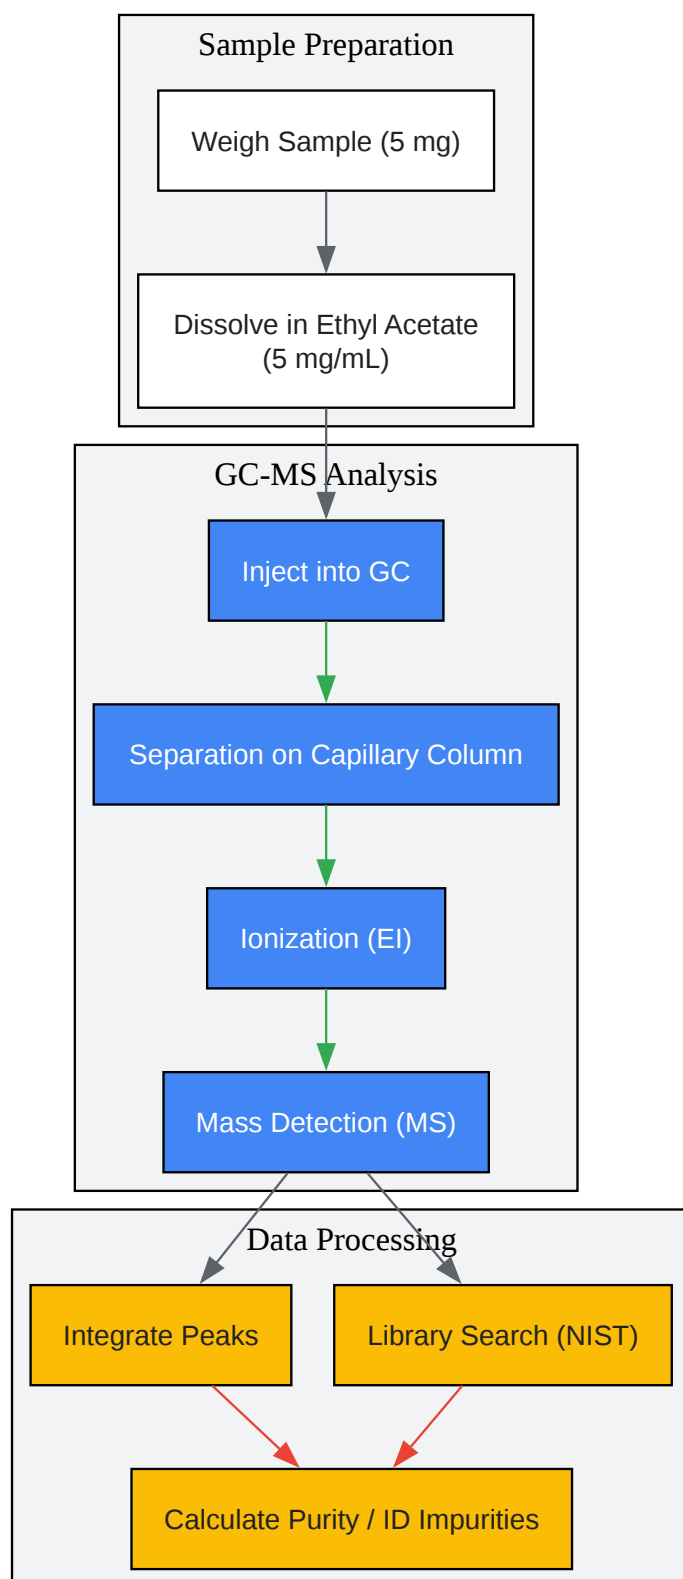 Sample Preparation
Weigh Sample (5 mg)
Dissolve in Ethyl Acetate
(5 mg/mL)
GC-MS Analysis
Inject into GC
Separation on Capillary Column
Ionization (EI)
Mass Detection (MS)
Data Processing
Integrate Peaks
Library Search (NIST)
Calculate Purity / ID Impurities